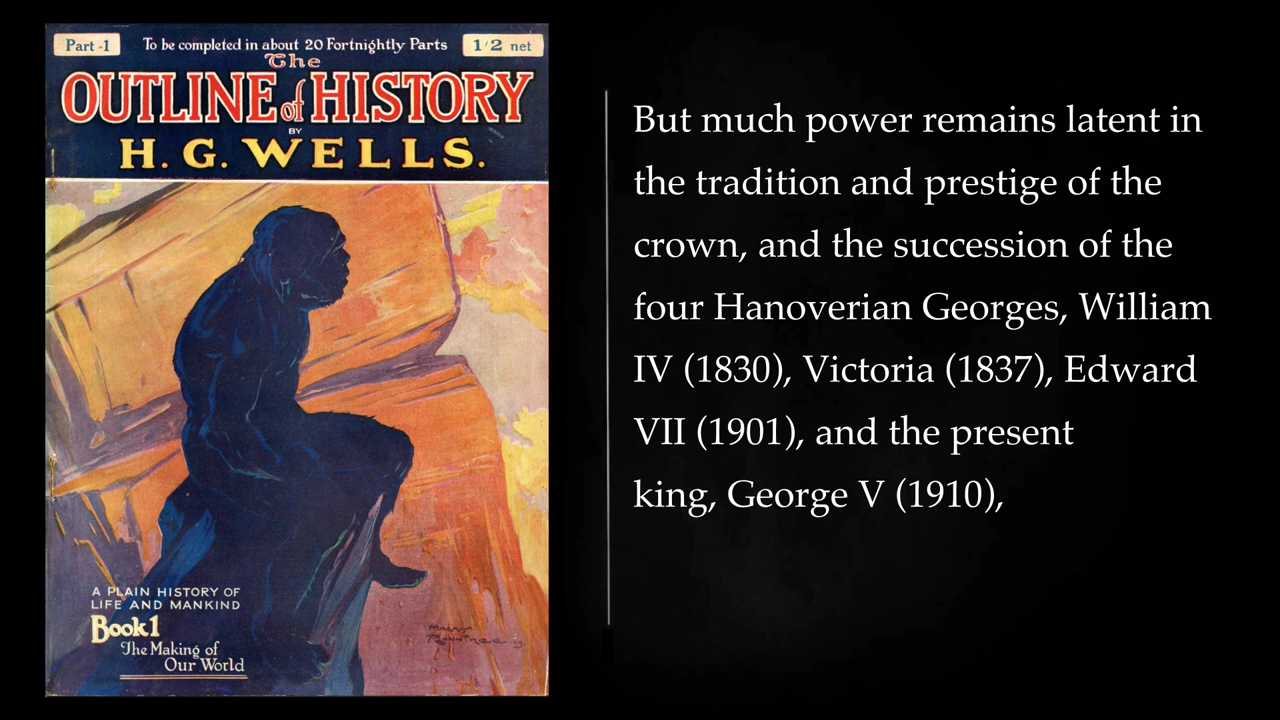 Part -1
To be completed in about 20 Fortnightly Parts
1/2 net
The
OUTLINE of HISTORY
BY
H. G. WELLS.
A PLAIN HISTORY OF
LIFE AND MANKIND
Book 1
The Making of
Our World
But much power remains latent in
the tradition and prestige of the
crown, and the succession of the
four Hanoverian Georges, William
IV (1830), Victoria (1837), Edward
VII (1901), and the present
king, George V (1910),